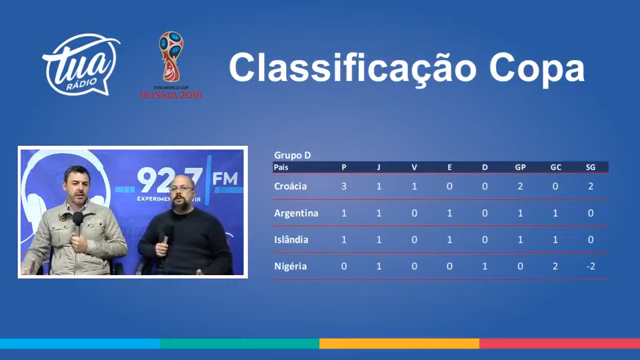 tua
RÁDIO
FIFA WORLD CUP
RUSSIA 2018
Classificação Copa
92.7 FM
Grupo D
País P J V E D GP GC SG
Croácia 3 1 1 0 0 2 0 2
Argentina 1 1 0 1 0 1 1 0
Islândia 1 1 0 1 0 1 1 0
Nigéria 0 1 0 0 1 0 2 -2